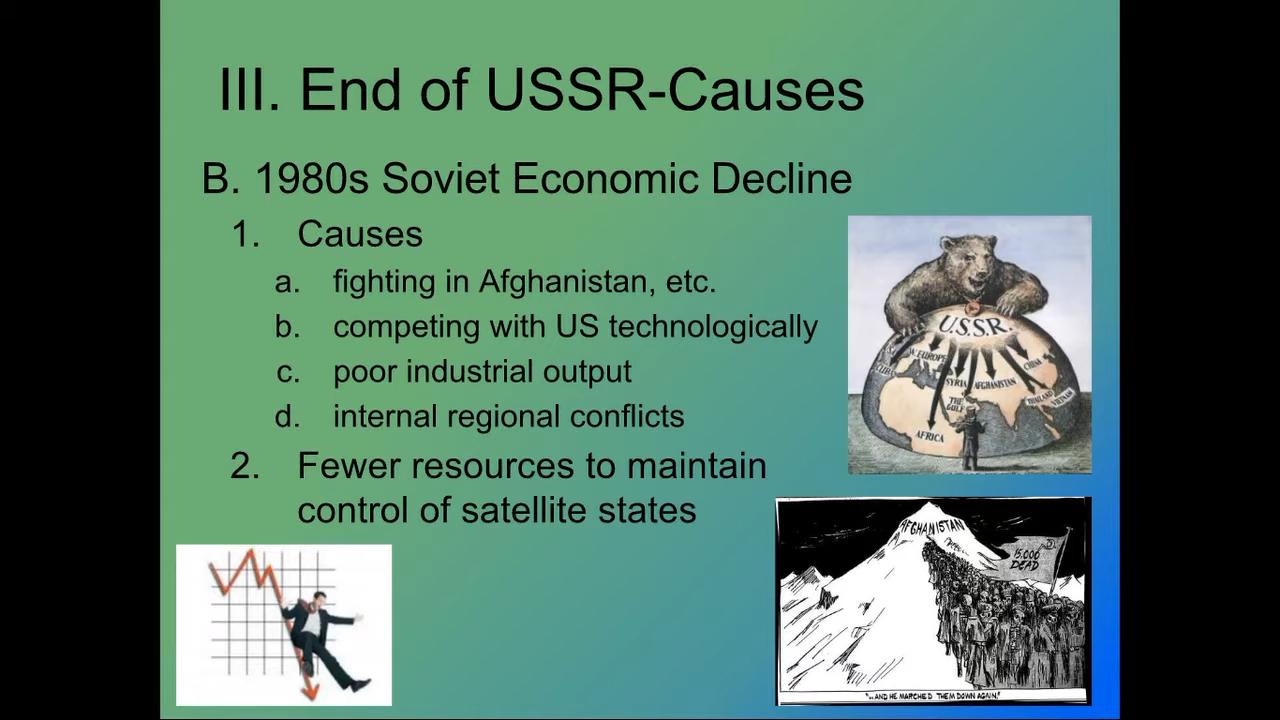 III. End of USSR-Causes
B. 1980s Soviet Economic Decline
1. Causes
a. fighting in Afghanistan, etc.
b. competing with US technologically
c. poor industrial output
d. internal regional conflicts
2. Fewer resources to maintain
control of satellite states
U.S.S.R.
W. EUROPE
CUBA
SYRIA
AFGHANISTAN
CHINA
THE
GULF
THAILAND
VIETNAM
AFRICA
AFGHANISTAN
15,000
DEAD
"...AND HE MARCHED THEM DOWN AGAIN."